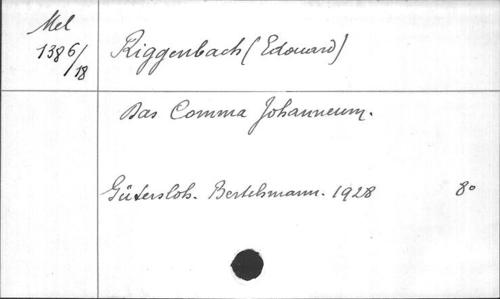 Mel
1386/18
Riggenbach (Edouard)
Das Comma Johanneum.
Gütersloh. Bertelsmann. 1928 8°